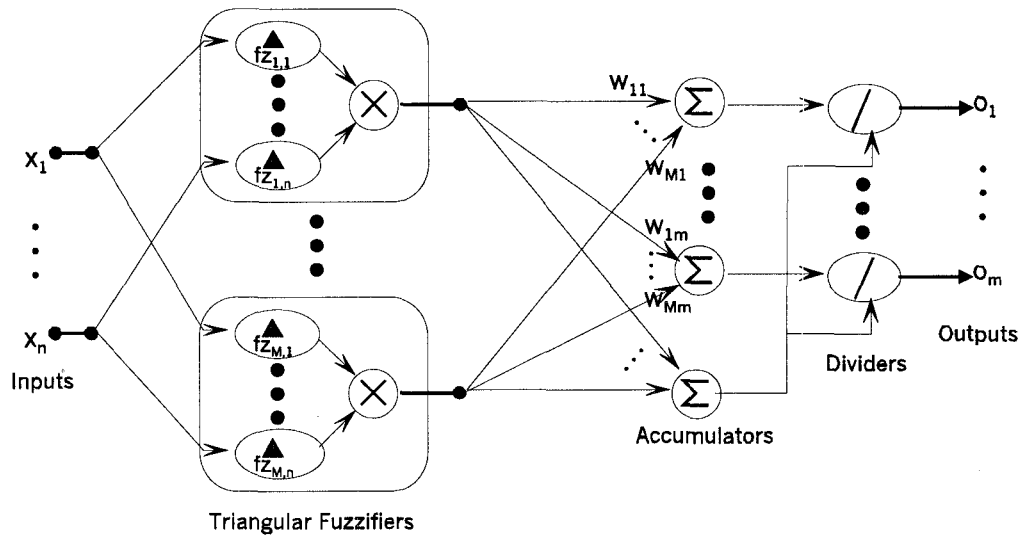 fz1,1
fz1,n
x1
xn
Inputs
fzM,1
fzM,n
Triangular Fuzzifiers
w11
wM1
w1m
wMm
Σ
Σ
Σ
Accumulators
/
/
Dividers
o1
om
Outputs